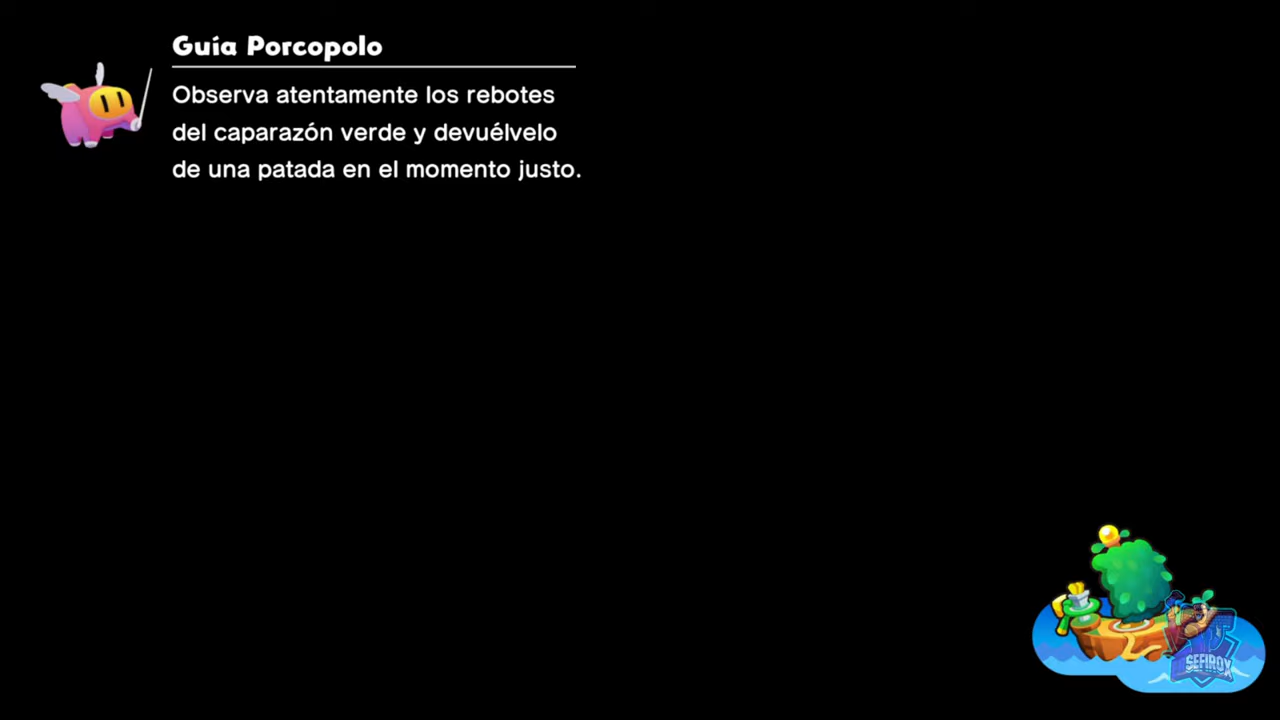 Guía Porcopolo
Observa atentamente los rebotes
del caparazón verde y devuélvelo
de una patada en el momento justo.
SEFIROX